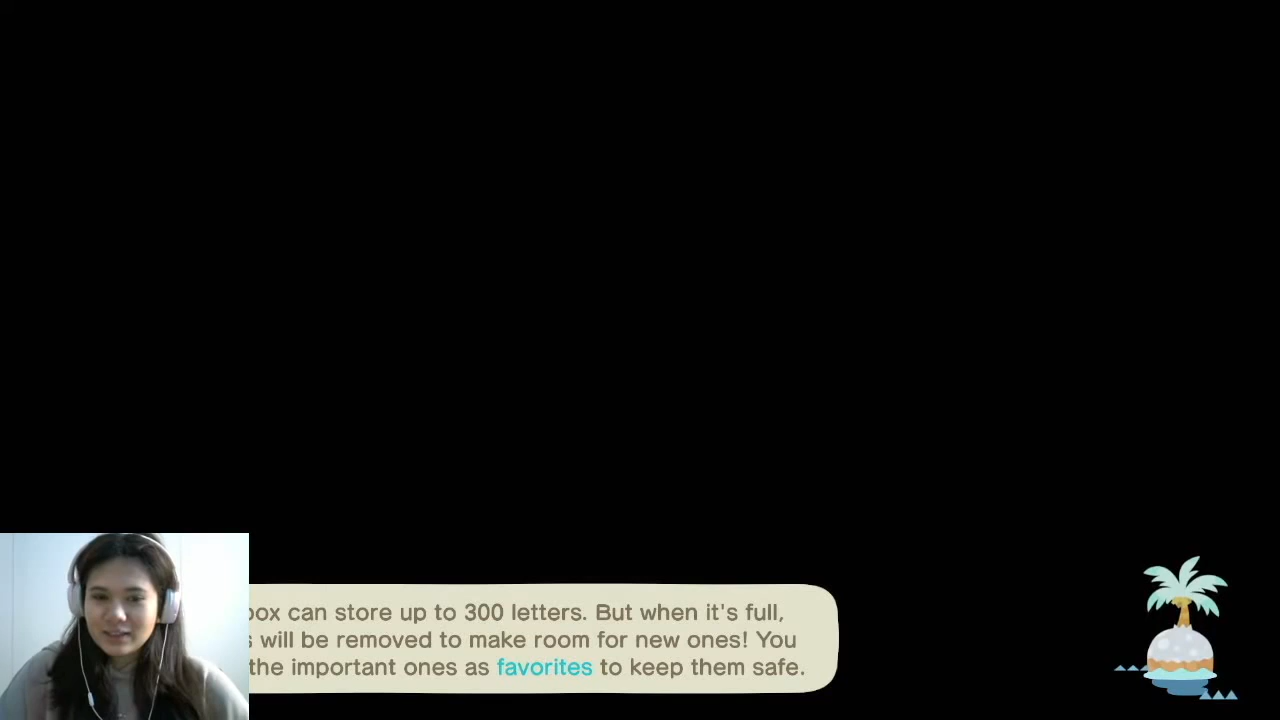 box can store up to 300 letters. But when it's full,
will be removed to make room for new ones! You
the important ones as favorites to keep them safe.